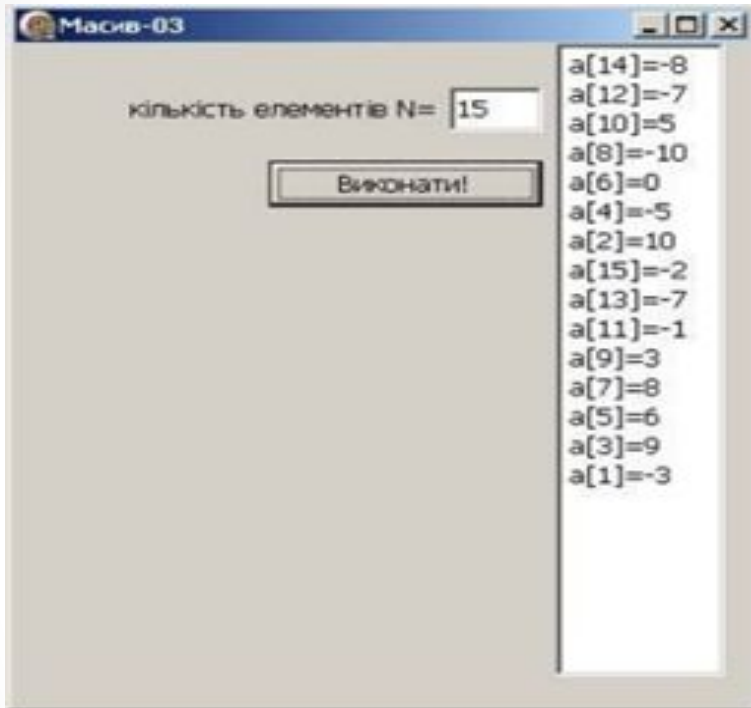 Масив-03
кількість елементів N= 15
Виконати!
a[14]=-8
a[12]=-7
a[10]=5
a[8]=-10
a[6]=0
a[4]=-5
a[2]=10
a[15]=-2
a[13]=-7
a[11]=-1
a[9]=3
a[7]=8
a[5]=6
a[3]=9
a[1]=-3